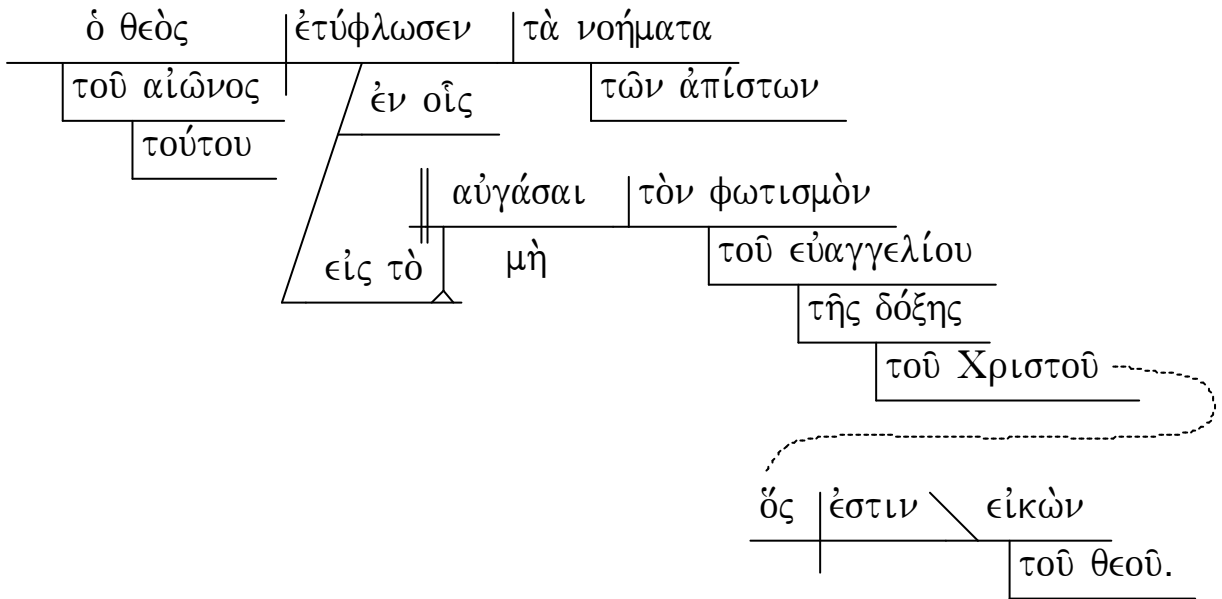 ὁ θεὸς ἐτύφλωσεν τὰ νοήματα
τοῦ αἰῶνος ἐν οἷς τῶν ἀπίστων
τούτου
αὐγάσαι τὸν φωτισμὸν
εἰς τὸ μὴ τοῦ εὐαγγελίου
τῆς δόξης
τοῦ Χριστοῦ
ὅς ἐστιν εἰκὼν
τοῦ θεοῦ.